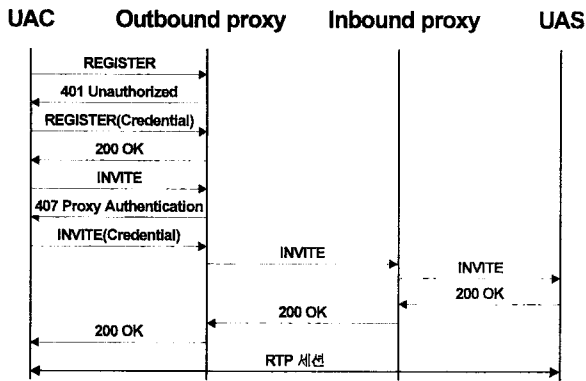 UAC Outbound proxy Inbound proxy UAS
REGISTER
401 Unauthorized
REGISTER(Credential)
200 OK
INVITE
407 Proxy Authentication
INVITE(Credential)
INVITE
INVITE
200 OK
200 OK
200 OK
RTP 세션